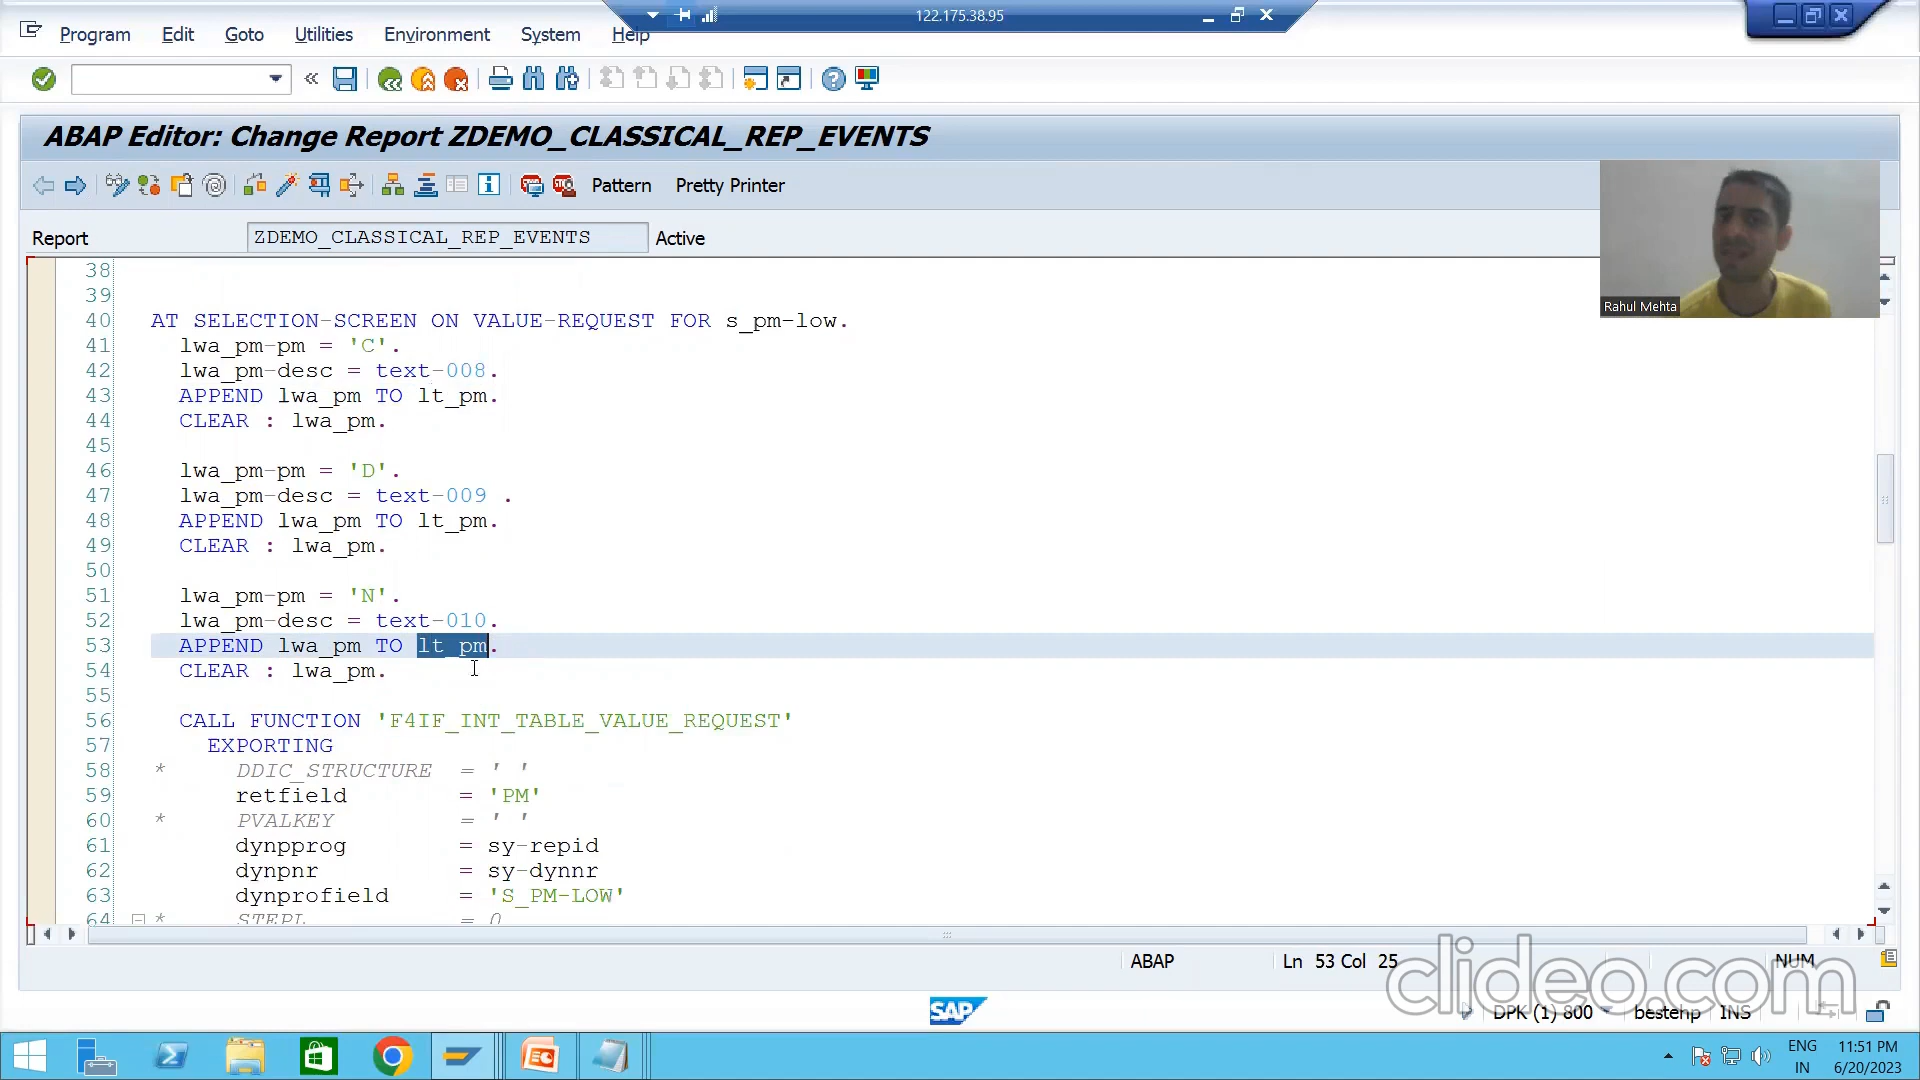 122.175.38.95
Program Edit Goto Utilities Environment System Help
ABAP Editor: Change Report ZDEMO_CLASSICAL_REP_EVENTS
Pattern Pretty Printer
Report ZDEMO_CLASSICAL_REP_EVENTS Active
Rahul Mehta
38
39
40 AT SELECTION-SCREEN ON VALUE-REQUEST FOR s_pm-low.
41 lwa_pm-pm = 'C'.
42 lwa_pm-desc = text-008.
43 APPEND lwa_pm TO lt_pm.
44 CLEAR : lwa_pm.
45
46 lwa_pm-pm = 'D'.
47 lwa_pm-desc = text-009 .
48 APPEND lwa_pm TO lt_pm.
49 CLEAR : lwa_pm.
50
51 lwa_pm-pm = 'N'.
52 lwa_pm-desc = text-010.
53 APPEND lwa_pm TO lt_pm.
54 CLEAR : lwa_pm.
55
56 CALL FUNCTION 'F4IF_INT_TABLE_VALUE_REQUEST'
57 EXPORTING
58 * DDIC_STRUCTURE = ' '
59 retfield = 'PM'
60 * PVALKEY = ' '
61 dynpprog = sy-repid
62 dynpnr = sy-dynnr
63 dynprofield = 'S_PM-LOW'
64 * STEPL = 0
ABAP Ln 53 Col 25 NUM
clideo.com
SAP DPK (1) 800 bestehp INS
ENG 11:51 PM
IN 6/20/2023